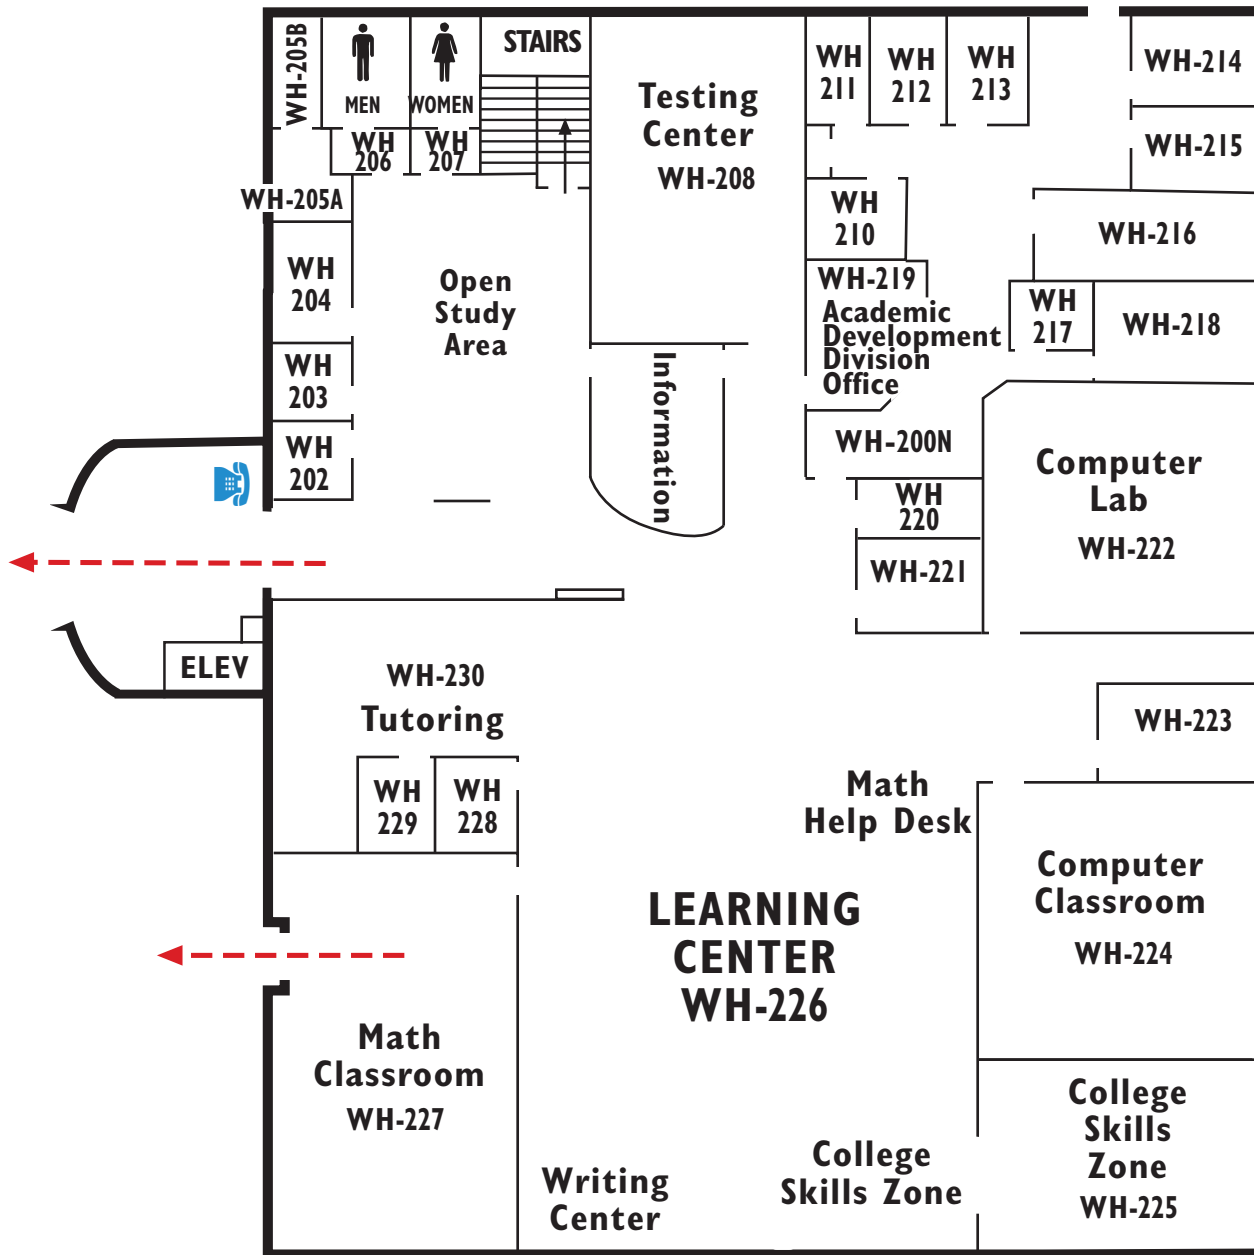 WH-205B
MEN
WOMEN
STAIRS
Testing
Center
WH-208
WH
211
WH
212
WH
213
WH-214
WH-215
WH
206
WH
207
WH-205A
WH
210
WH-216
WH
204
Open
Study
Area
WH-219
Academic
Development
Division
Office
WH
217
WH-218
WH
203
Information
WH
202
WH-200N
Computer
Lab
WH-222
WH
220
WH-221
ELEV
WH-230
Tutoring
WH
229
WH
228
WH-223
Math
Help Desk
Computer
Classroom
WH-224
LEARNING
CENTER
WH-226
Math
Classroom
WH-227
Writing
Center
College
Skills Zone
College
Skills
Zone
WH-225